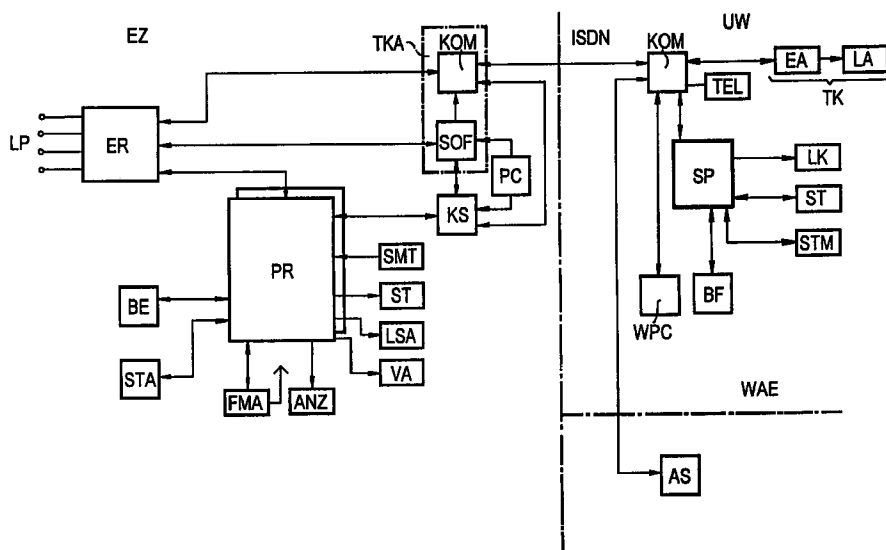 EZ
TKA
KOM
ISDN
KOM
UW
EA
LA
TEL
TK
LP
ER
SOF
PC
SP
LK
ST
STM
KS
PR
SMT
ST
LSA
VA
BE
STA
FMA
ANZ
BF
WPC
WAE
AS